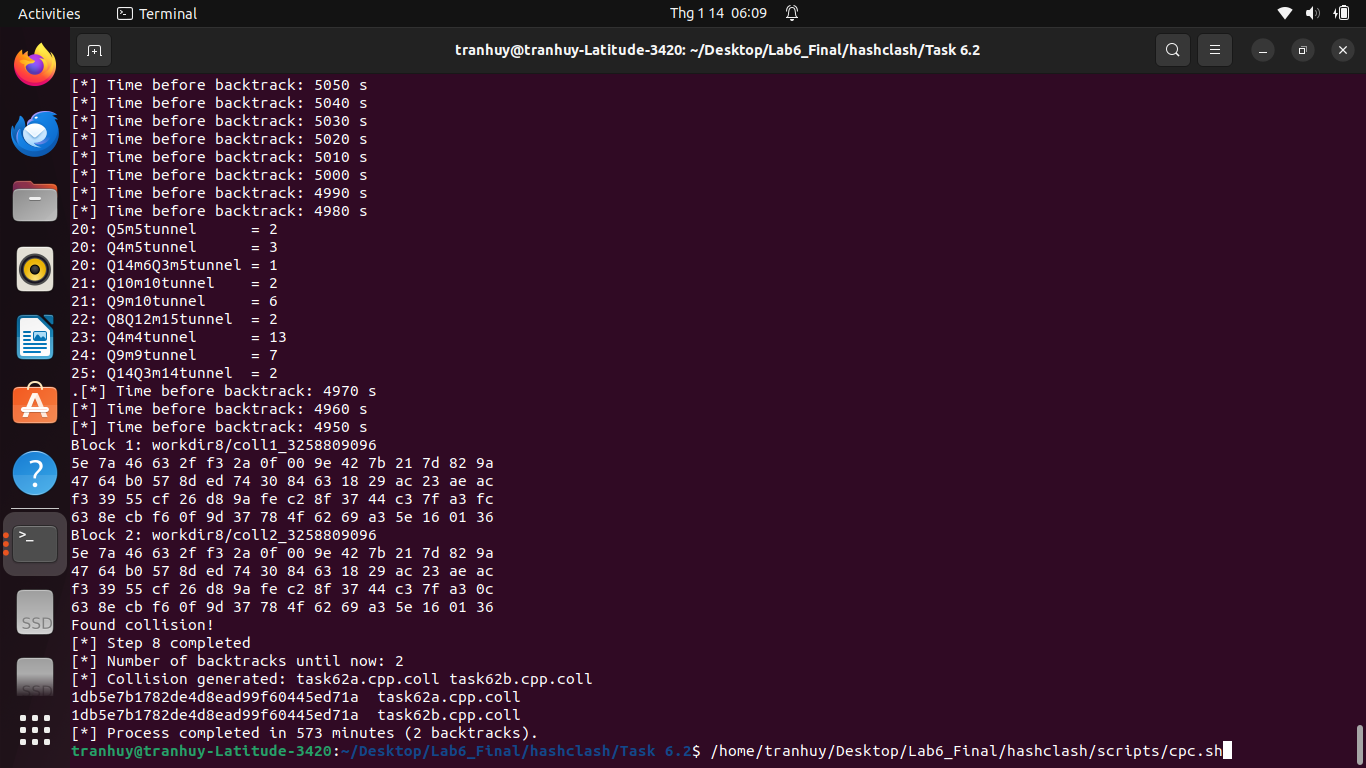 Activities Terminal Thg 1 14 06:09
tranhuy@tranhuy-Latitude-3420: ~/Desktop/Lab6_Final/hashclash/Task 6.2
[*] Time before backtrack: 5050 s
[*] Time before backtrack: 5040 s
[*] Time before backtrack: 5030 s
[*] Time before backtrack: 5020 s
[*] Time before backtrack: 5010 s
[*] Time before backtrack: 5000 s
[*] Time before backtrack: 4990 s
[*] Time before backtrack: 4980 s
20: Q5m5tunnel      = 2
20: Q4m5tunnel      = 3
20: Q14m6Q3m5tunnel = 1
21: Q10m10tunnel    = 2
21: Q9m10tunnel     = 6
22: Q8Q12m15tunnel  = 2
23: Q4m4tunnel      = 13
24: Q9m9tunnel      = 7
25: Q14Q3m14tunnel  = 2
.[*] Time before backtrack: 4970 s
[*] Time before backtrack: 4960 s
[*] Time before backtrack: 4950 s
Block 1: workdir8/coll1_3258809096
5e 7a 46 63 2f f3 2a 0f 00 9e 42 7b 21 7d 82 9a
47 64 b0 57 8d ed 74 30 84 63 18 29 ac 23 ae ac
f3 39 55 cf 26 d8 9a fe c2 8f 37 44 c3 7f a3 fc
63 8e cb f6 0f 9d 37 78 4f 62 69 a3 5e 16 01 36
Block 2: workdir8/coll2_3258809096
5e 7a 46 63 2f f3 2a 0f 00 9e 42 7b 21 7d 82 9a
47 64 b0 57 8d ed 74 30 84 63 18 29 ac 23 ae ac
f3 39 55 cf 26 d8 9a fe c2 8f 37 44 c3 7f a3 0c
63 8e cb f6 0f 9d 37 78 4f 62 69 a3 5e 16 01 36
Found collision!
[*] Step 8 completed
[*] Number of backtracks until now: 2
[*] Collision generated: task62a.cpp.coll task62b.cpp.coll
1db5e7b1782de4d8ead99f60445ed71a  task62a.cpp.coll
1db5e7b1782de4d8ead99f60445ed71a  task62b.cpp.coll
[*] Process completed in 573 minutes (2 backtracks).
tranhuy@tranhuy-Latitude-3420:~/Desktop/Lab6_Final/hashclash/Task 6.2$ /home/tranhuy/Desktop/Lab6_Final/hashclash/scripts/cpc.sh
SSD
SSD